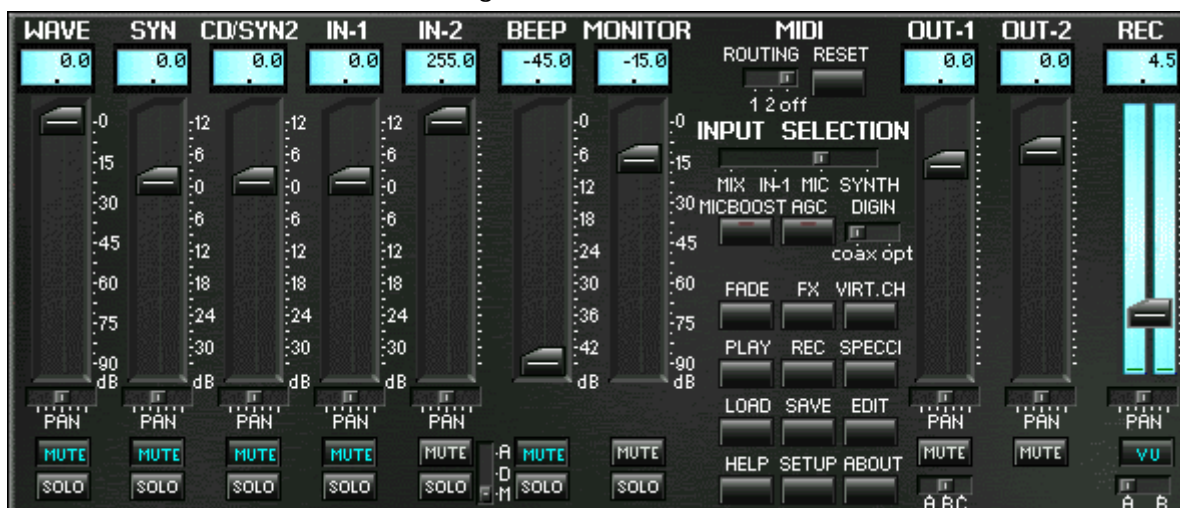 WAVE SYN CD/SYN2 IN-1 IN-2 BEEP MONITOR MIDI OUT-1 OUT-2 REC
0.0 0.0 0.0 0.0 255.0 -45.0 -15.0 ROUTING RESET 0.0 0.0 4.5
1 2 off
-0 -12 -12 -12 -0 -0 INPUT SELECTION
-15 -6 -6 -6 -6 -15
-0 -0 -0 -12 MIX IN-1 MIC SYNTH
-30 -6 -6 -6 -18 -30 MICBOOST AGC DIGIN
-45 -12 -12 -12 -24 -45 coax opt
-60 -18 -18 -18 -30 -60 FADE FX VIRT.CH
-75 -24 -24 -24 -36 -75
-30 -30 -30 -42 PLAY REC SPECCI
-90 -90
dB dB dB dB dB dB
LOAD SAVE EDIT
PAN PAN PAN PAN PAN PAN PAN PAN
MUTE MUTE MUTE MUTE MUTE A MUTE MUTE MUTE MUTE VU
HELP SETUP ABOUT
D
SOLO SOLO SOLO SOLO SOLO M SOLO SOLO
A B C A B